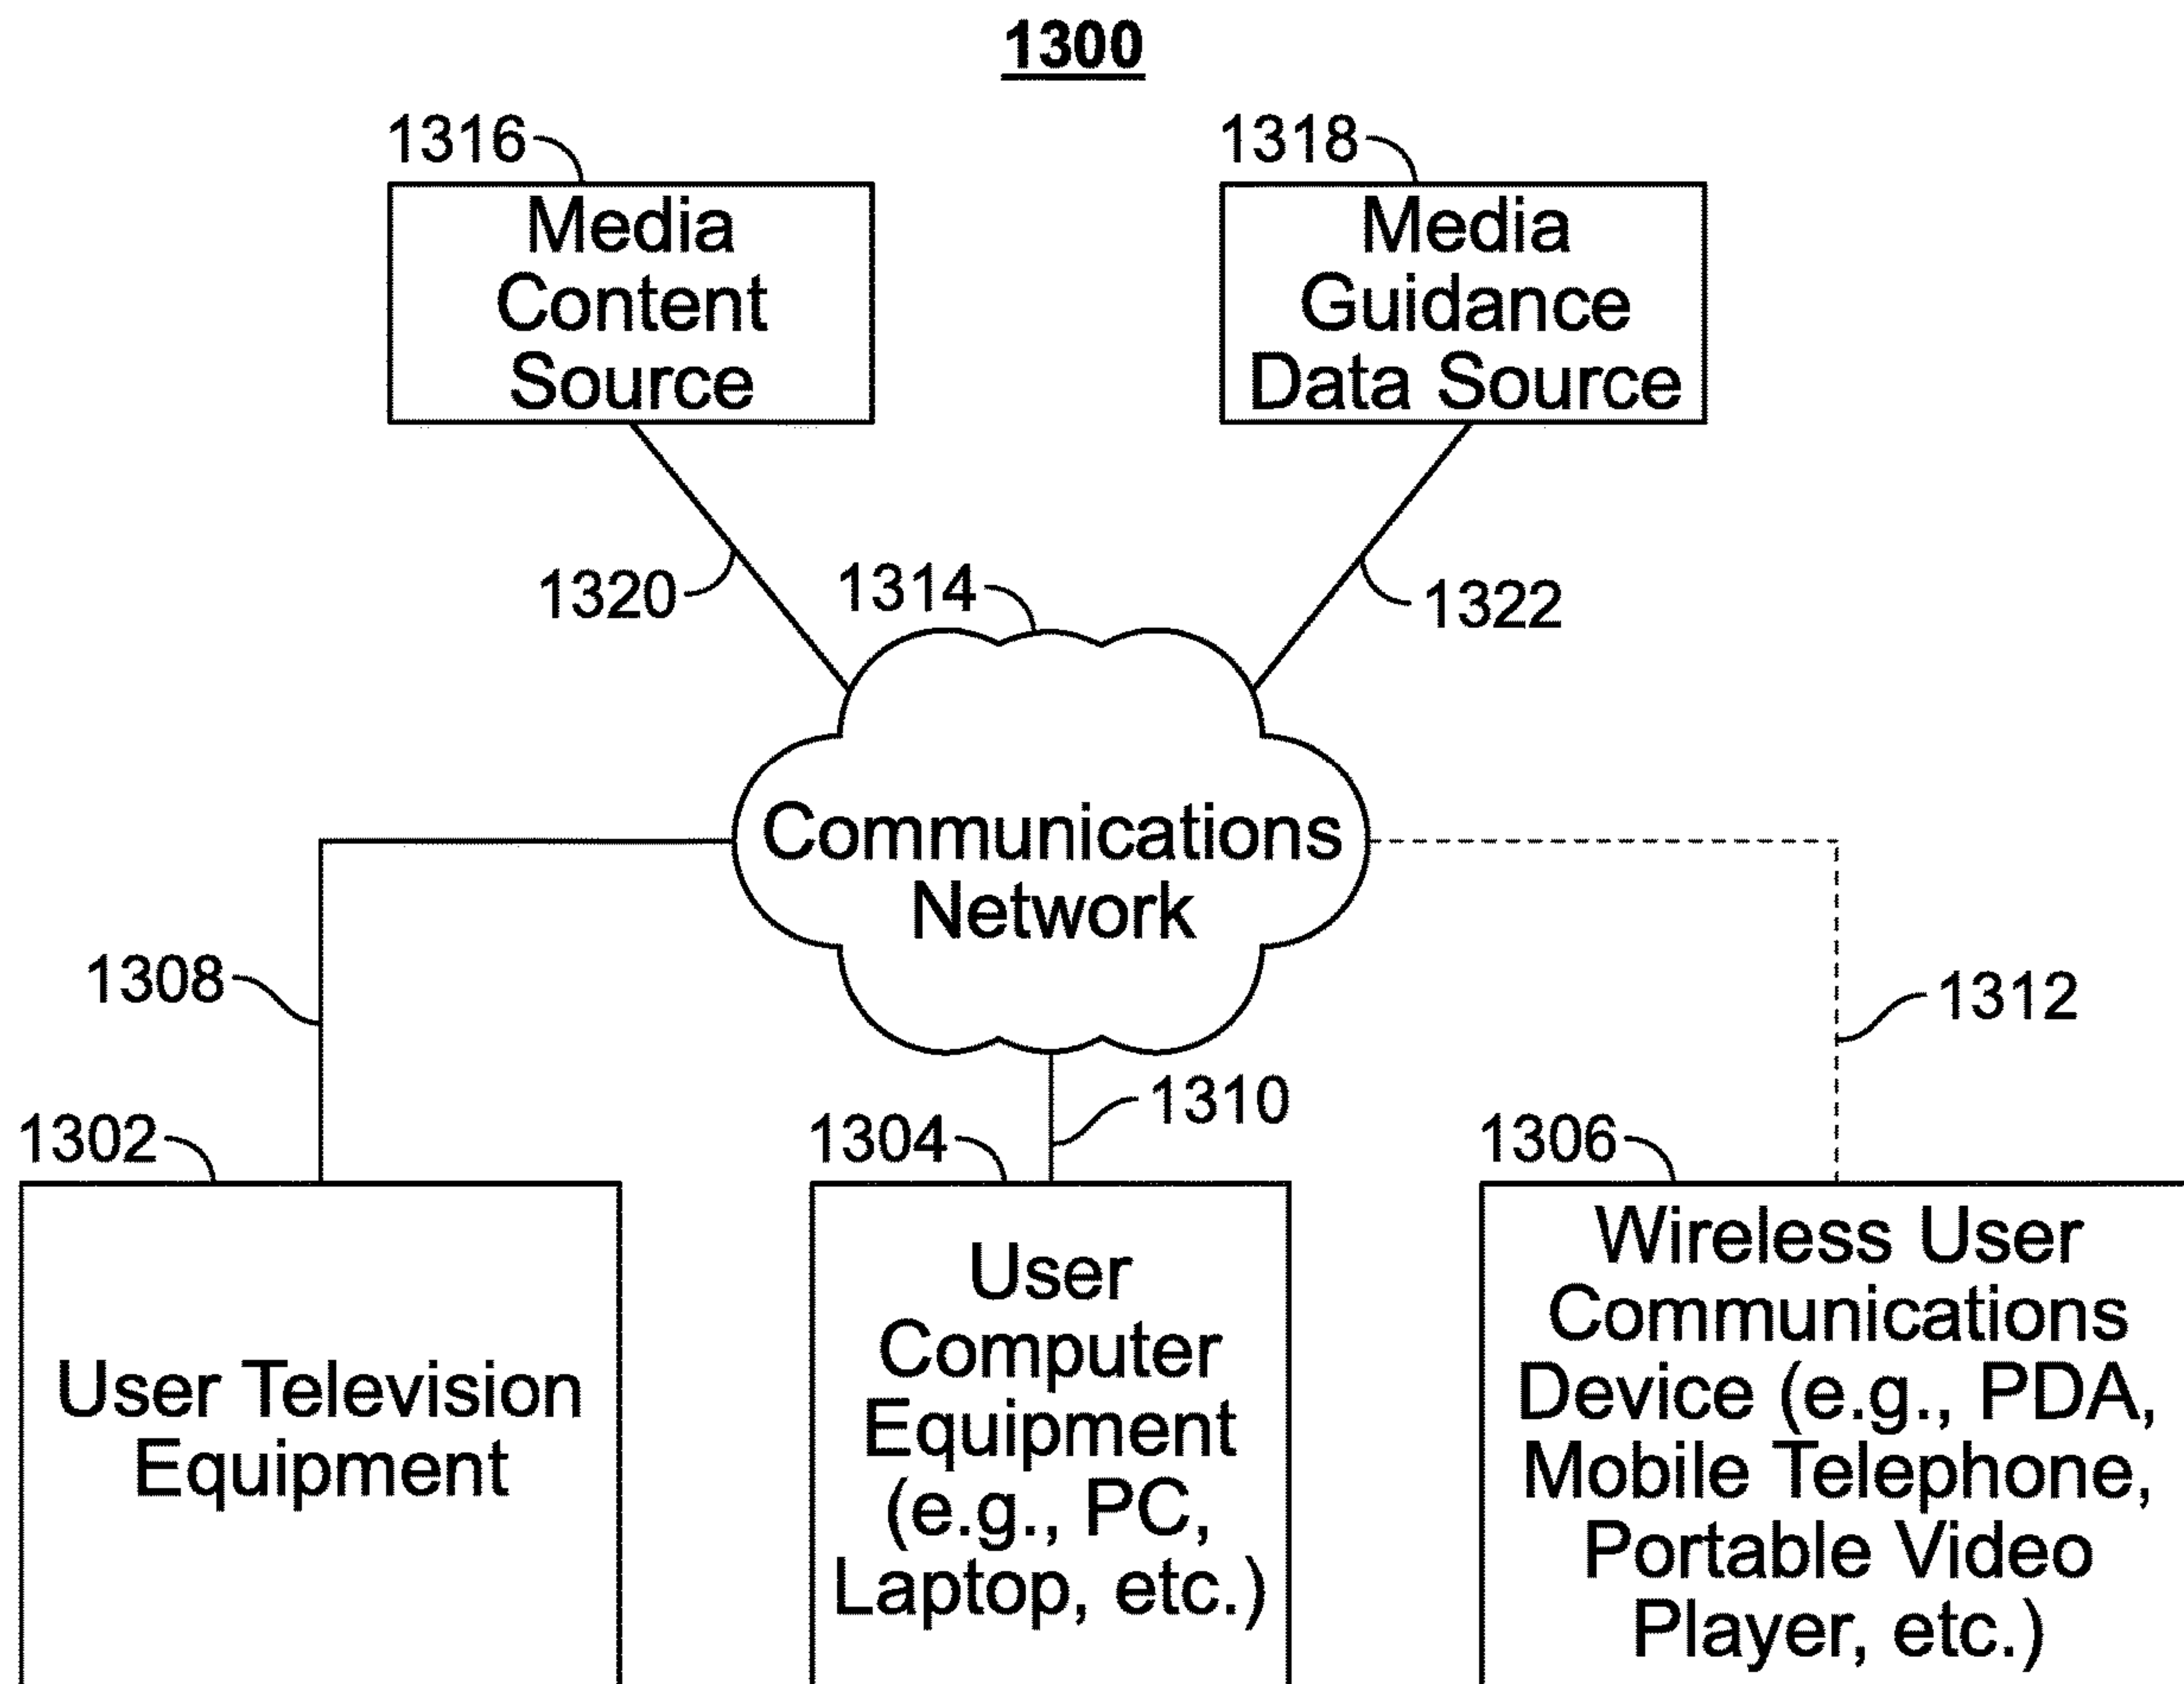 1300
1316
1318
Media
Content
Source
Media
Guidance
Data Source
1320
1314
1322
Communications
Network
1308
1312
1310
1302
1304
1306
User Television
Equipment
User
Computer
Equipment
(e.g., PC,
Laptop, etc.)
Wireless User
Communications
Device (e.g., PDA,
Mobile Telephone,
Portable Video
Player, etc.)